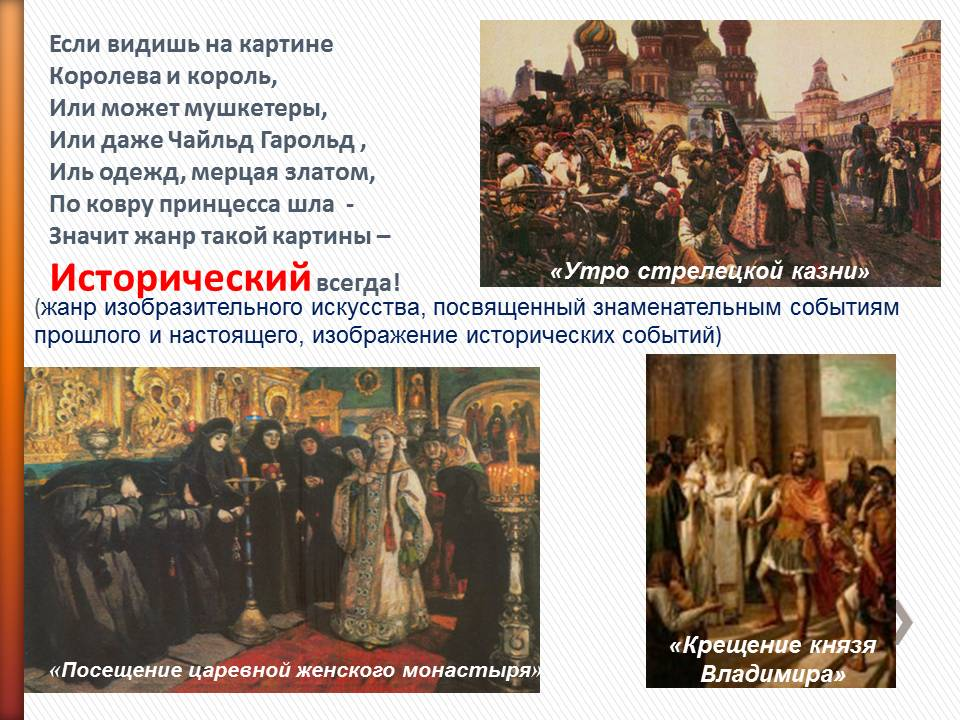 Если видишь на картине
Королева и король,
Или может мушкетеры,
Или даже Чайльд Гарольд ,
Иль одежд, мерцая златом,
По ковру принцесса шла -
Значит жанр такой картины –
Исторический всегда!
(жанр изобразительного искусства, посвященный знаменательным событиям
прошлого и настоящего, изображение исторических событий)
«Утро стрелецкой казни»
«Посещение царевной женского монастыря»
«Крещение князя
Владимира»